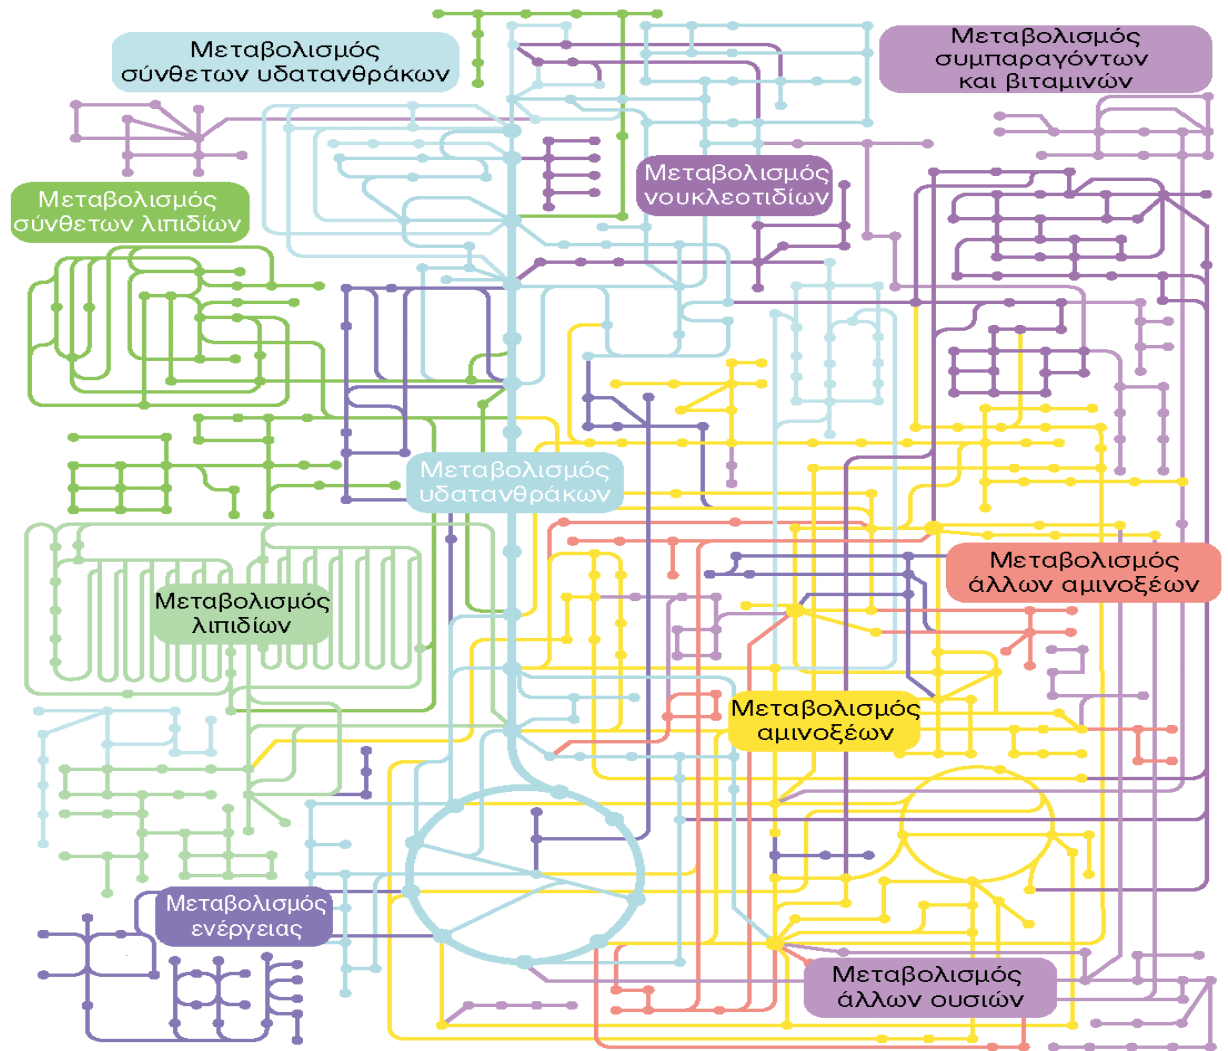 Μεταβολισμός
σύνθετων υδατανθράκων
Μεταβολισμός
συμπαραγόντων
και βιταμινών
Μεταβολισμός
νουκλεοτιδίων
Μεταβολισμός
σύνθετων λιπιδίων
Μεταβολισμός
υδατανθράκων
Μεταβολισμός
άλλων αμινοξέων
Μεταβολισμός
λιπιδίων
Μεταβολισμός
αμινοξέων
Μεταβολισμός
ενέργειας
Μεταβολισμός
άλλων ουσιών